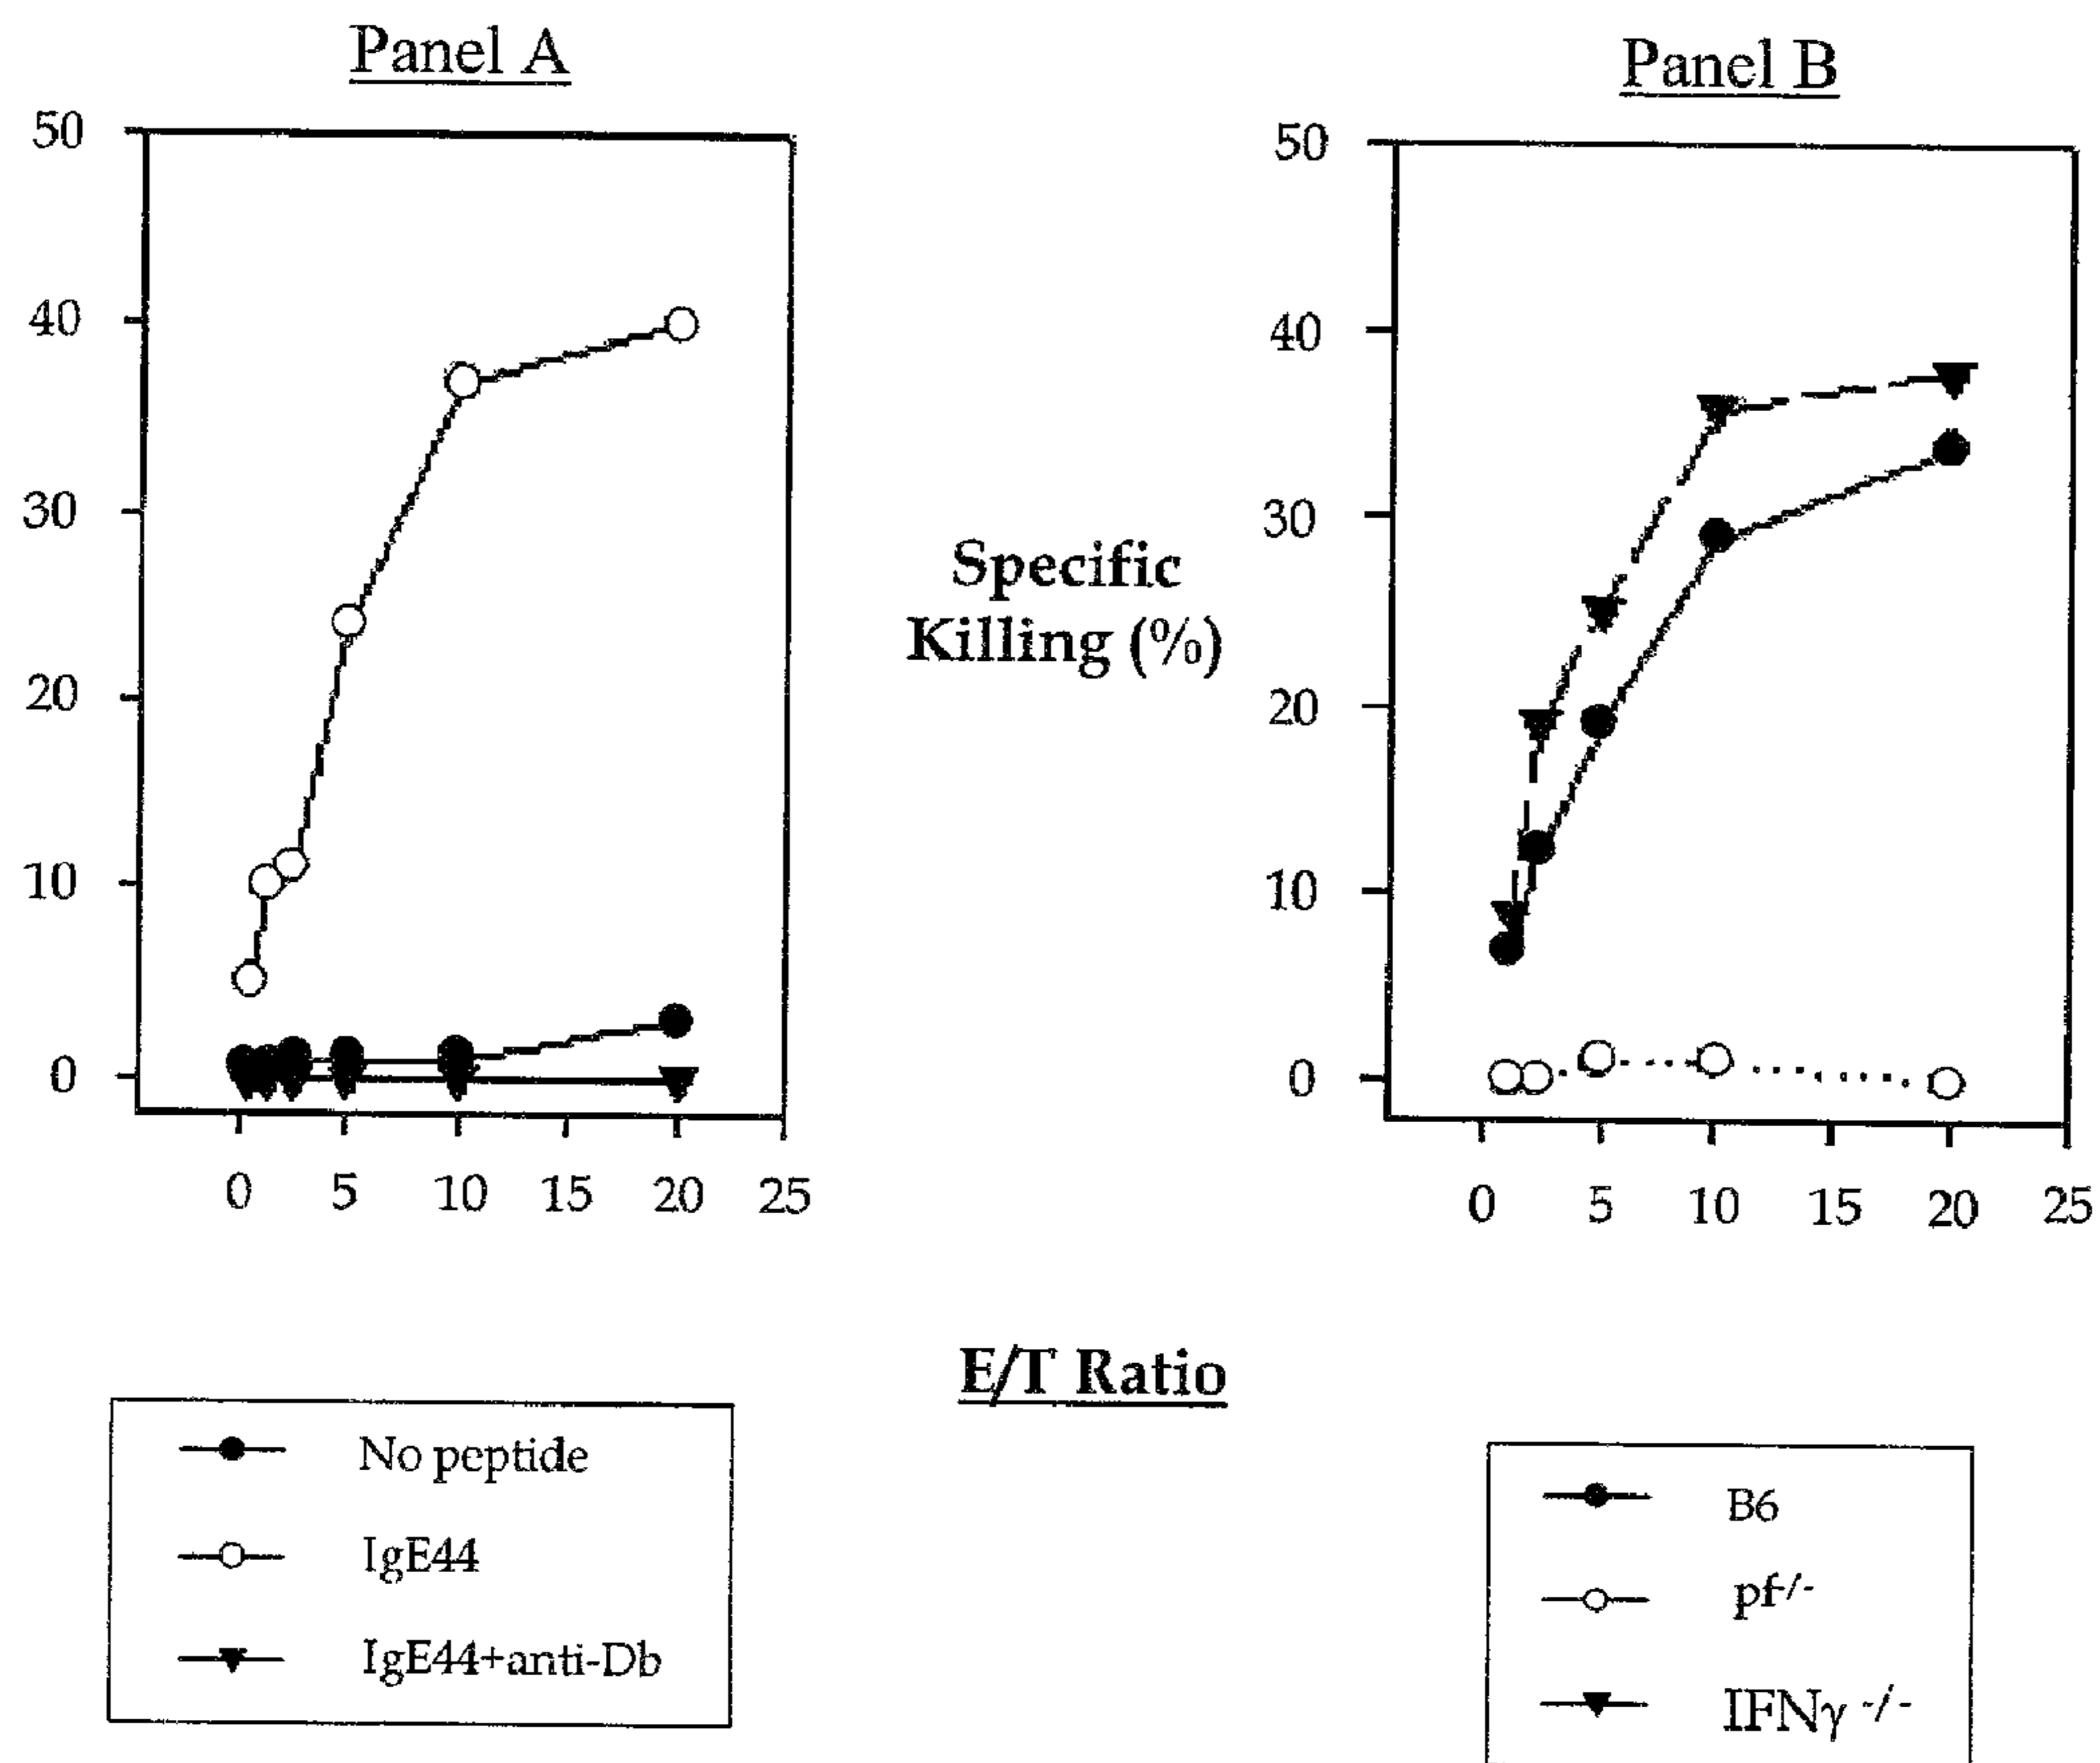 Panel A
50
40
30
20
10
0
0 5 10 15 20 25
Specific
Killing (%)
Panel B
50
40
30
20
10
0
0 5 10 15 20 25
E/T Ratio
No peptide
IgE44
IgE44+anti-Db
B6
pf-/-
IFNγ -/-